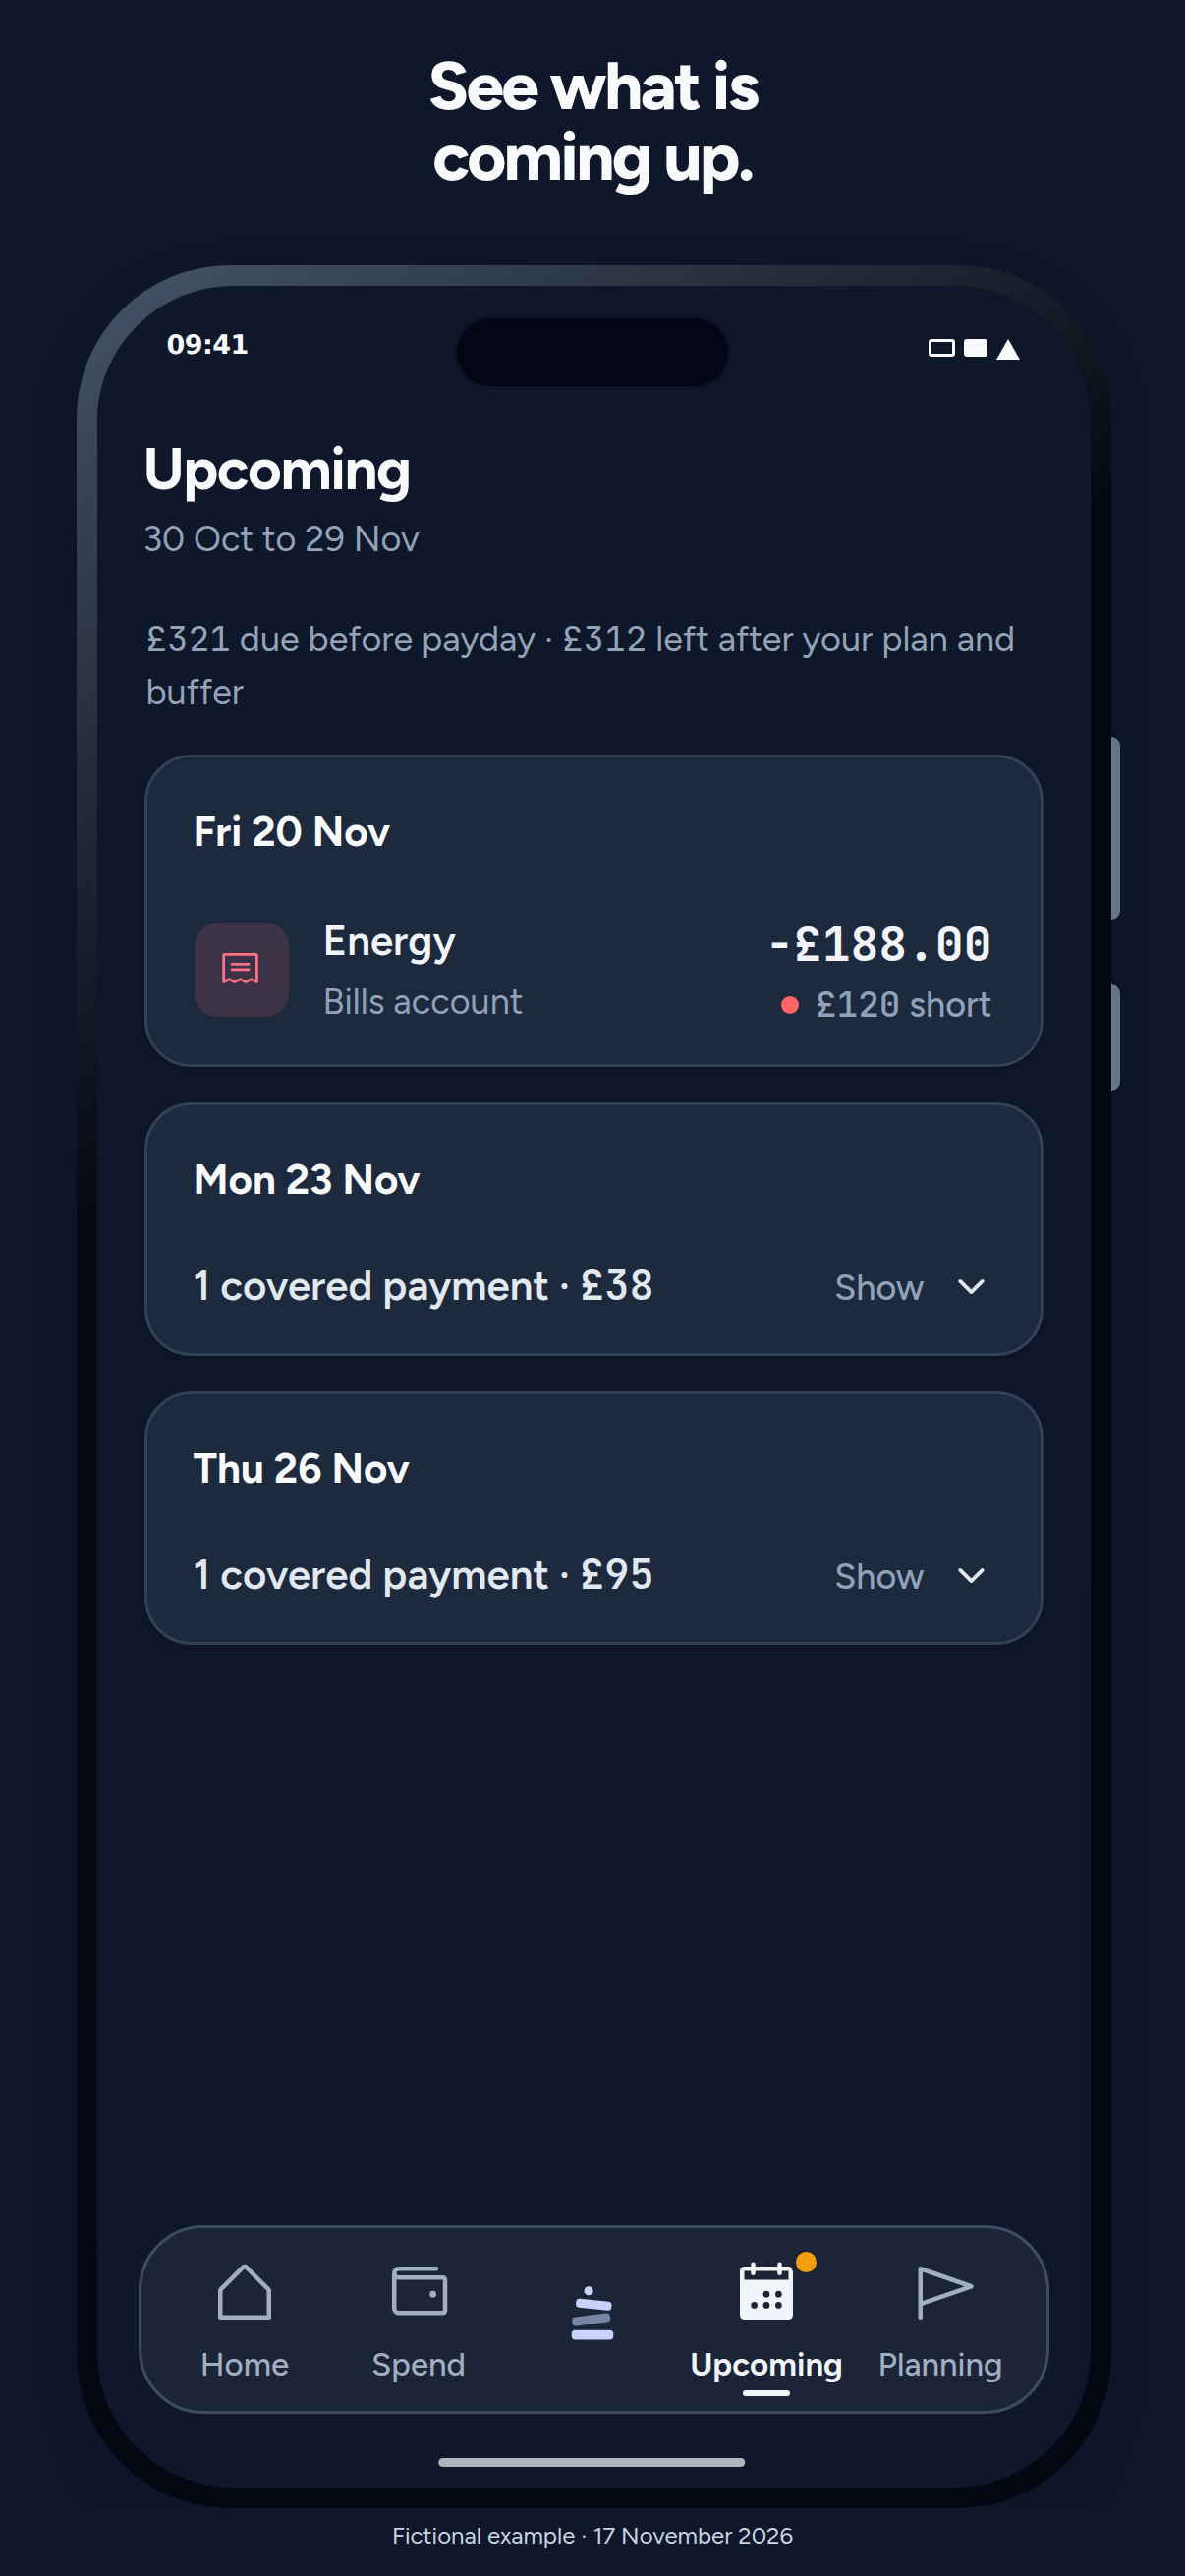 See what is
coming up.
09:41
Upcoming
30 Oct to 29 Nov
£321 due before payday · £312 left after your plan and
buffer
Fri 20 Nov
Energy
-£188.00
Bills account
£120 short
Mon 23 Nov
1 covered payment · £38
Show
Thu 26 Nov
1 covered payment · £95
Show
Home
Spend
Upcoming
Planning
Fictional example · 17 November 2026